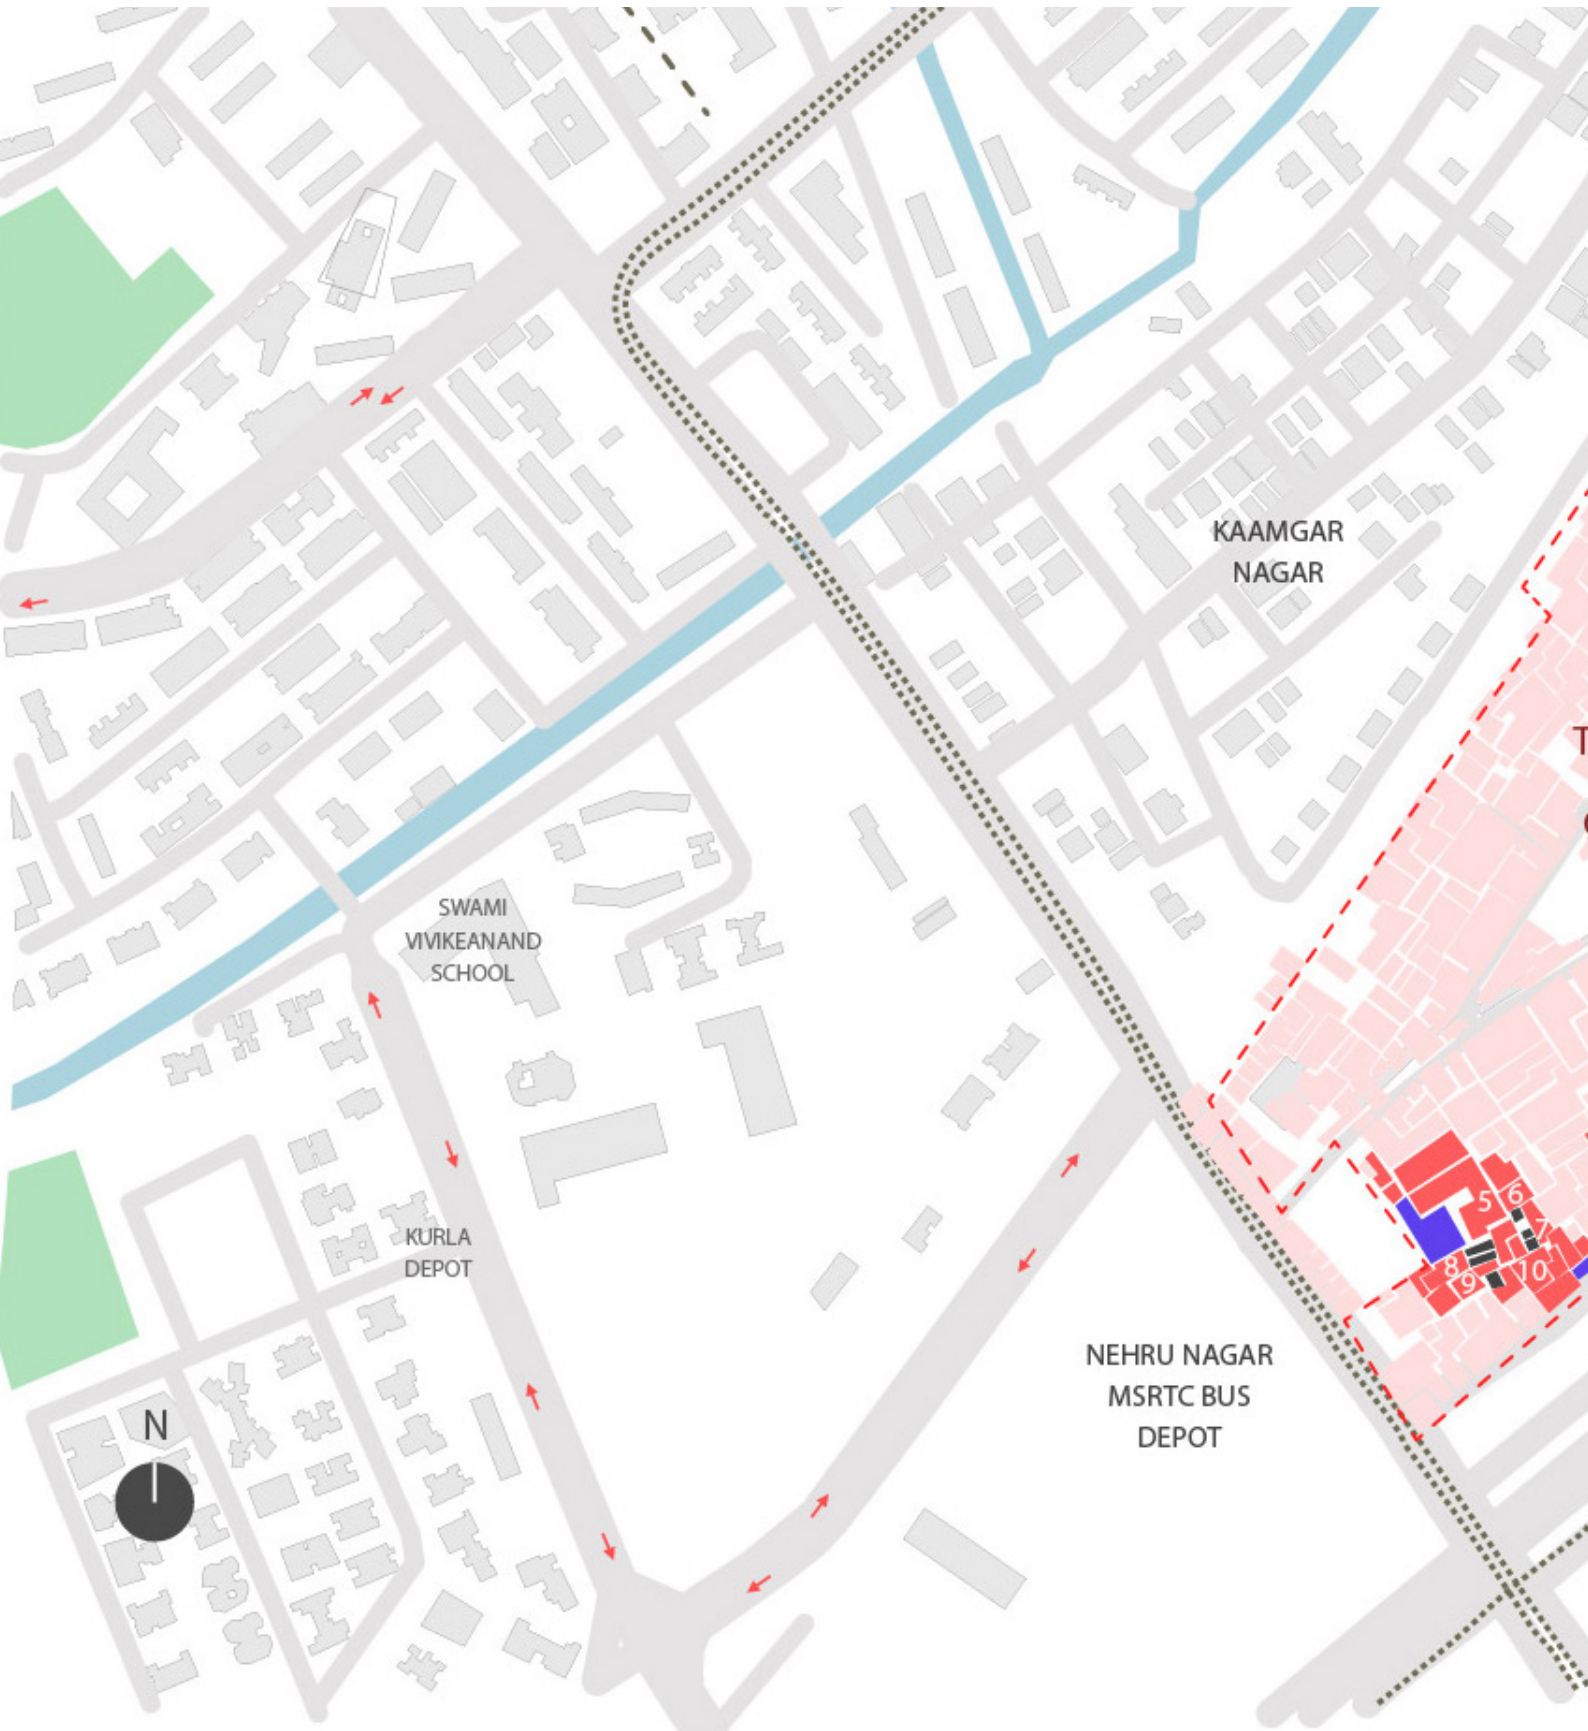 KAAMGAR
NAGAR
T
SWAMI
VIVIKEANAND
SCHOOL
5
6
7
KURLA
DEPOT
8
9
10
NEHRU NAGAR
MSRTC BUS
DEPOT
N